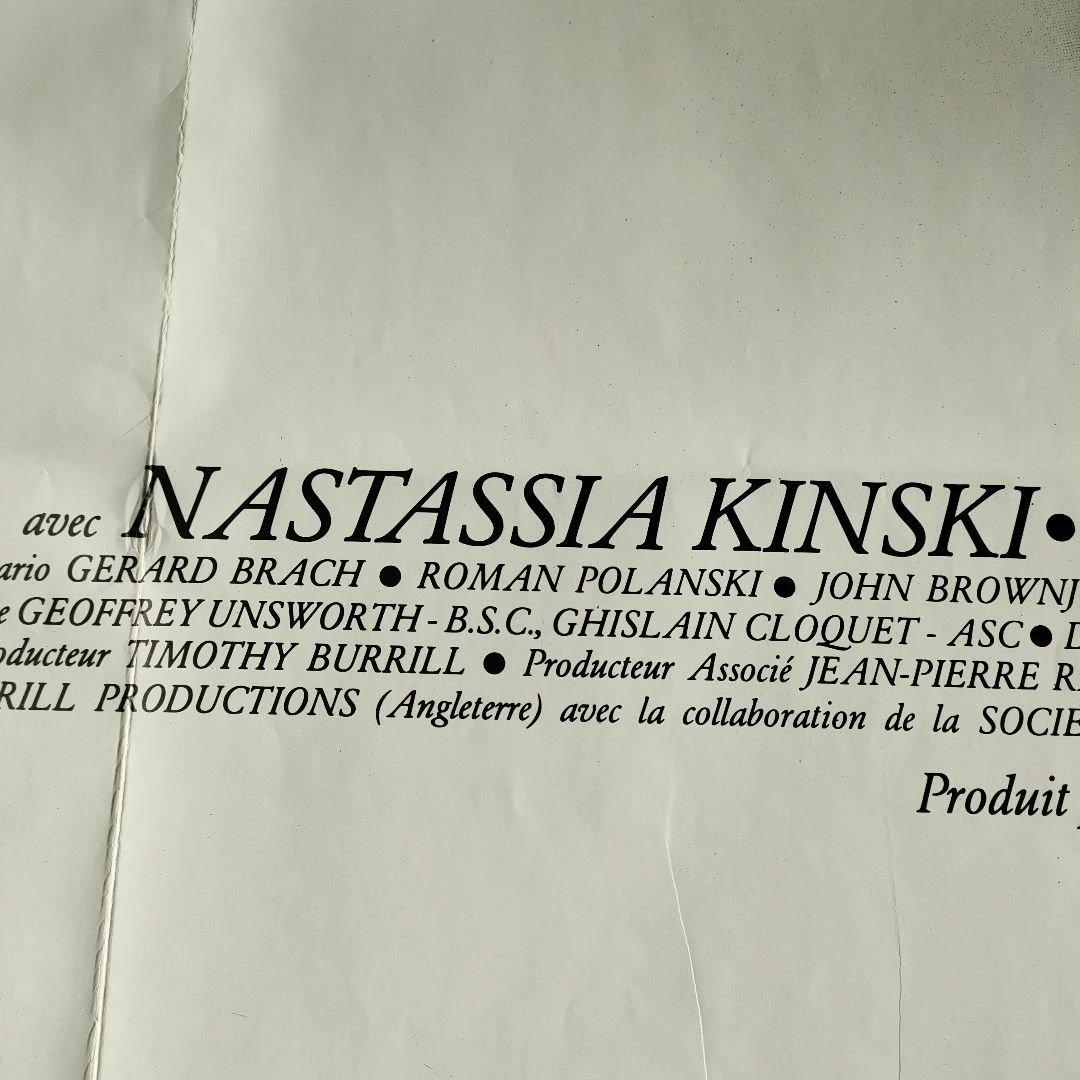 avec NASTASSIA KINSKI •
ario GERARD BRACH ● ROMAN POLANSKI ● JOHN BROWNJ
e GEOFFREY UNSWORTH - B.S.C., GHISLAIN CLOQUET - ASC ● D
oducteur TIMOTHY BURRILL ● Producteur Associé JEAN-PIERRE R
RILL PRODUCTIONS (Angleterre) avec la collaboration de la SOCIE
Produit